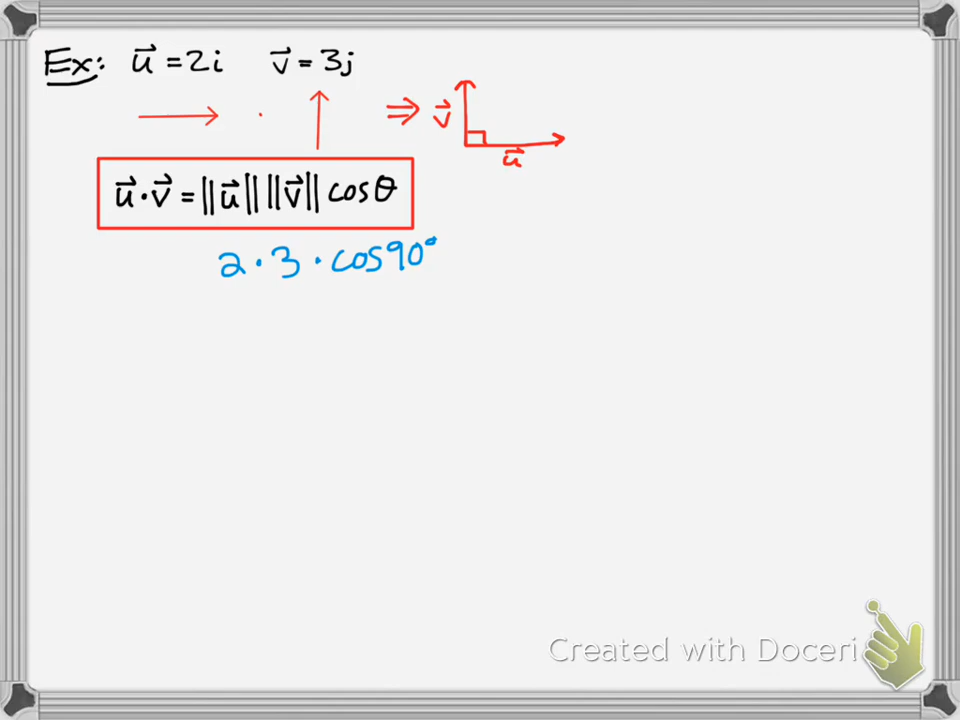 Ex: u⃗ = 2i v⃗ = 3j
⇒ v⃗
u⃗
u⃗ · v⃗ = ||u⃗|| ||v⃗|| cos θ
2 · 3 · cos 90°
Created with Doceri